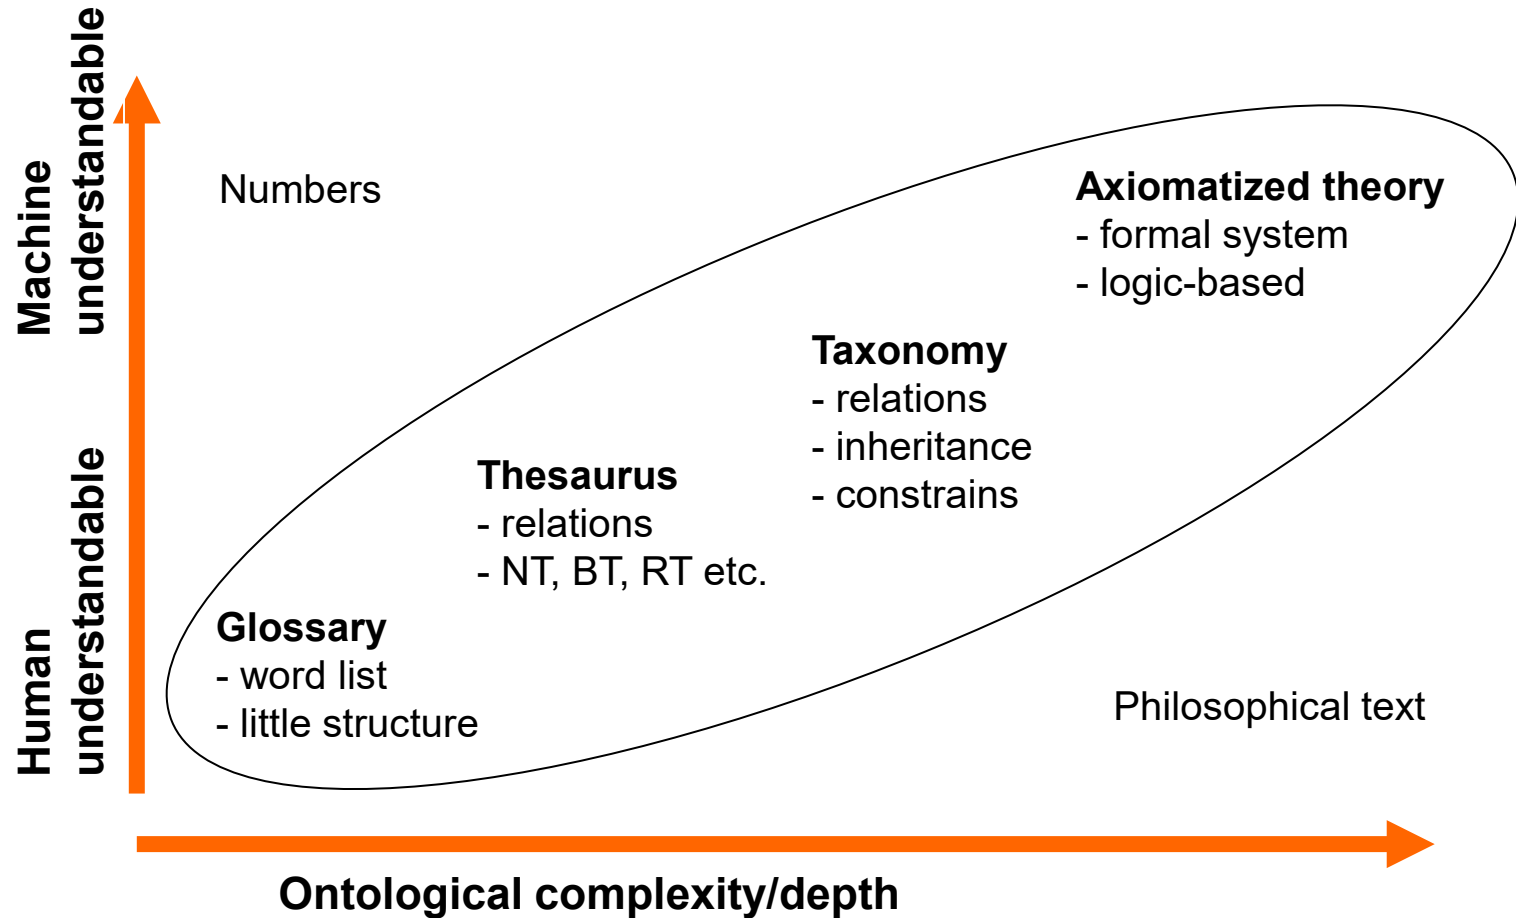 Machine
understandable
Human
understandable
Numbers
Axiomatized theory
- formal system
- logic-based
Taxonomy
- relations
- inheritance
- constrains
Thesaurus
- relations
- NT, BT, RT etc.
Glossary
- word list
- little structure
Philosophical text
Ontological complexity/depth